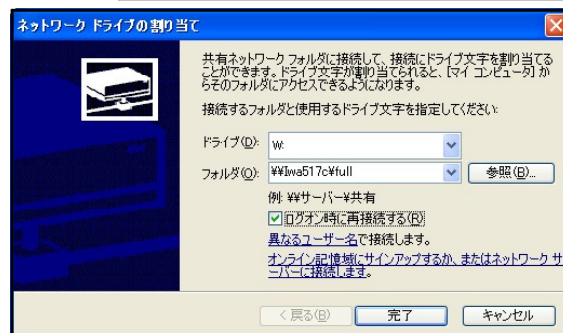 ネットワーク ドライブの割り当て
共有ネットワーク フォルダに接続して、接続にドライブ文字を割り当てる
ことができます。ドライブ文字が割り当てられると、[マイ コンピュータ] か
らそのフォルダにアクセスできるようになります。
接続するフォルダと使用するドライブ文字を指定してください:
ドライブ(D): W:
フォルダ(O): ¥¥Iwa517c¥full 参照(B)...
例: ¥¥サーバー¥共有
ログオン時に再接続する(R)
異なるユーザー名で接続します。
オンライン記憶域にサインアップするか、またはネットワーク サ
ーバーに接続します。
< 戻る(B) 完了 キャンセル